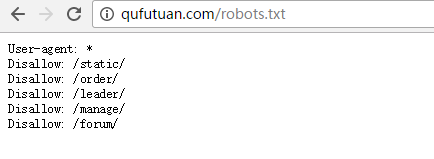 qufutuan.com/robots.txt
User-agent: *
Disallow: /static/
Disallow: /order/
Disallow: /leader/
Disallow: /manage/
Disallow: /forum/